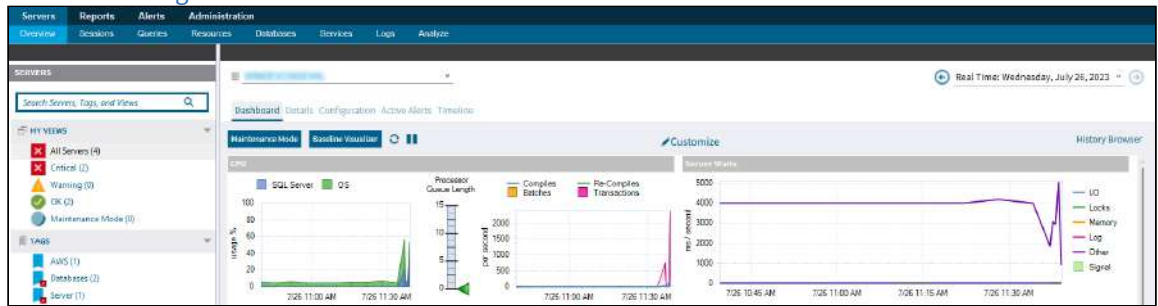 Servers Reports Alerts Administration
Overview Sessions Queries Resources Databases Services Logs Analyze
SERVERS
Real Time: Wednesday, July 26, 2023
Search Servers, Tags, and Views
Dashboard Details Configuration Active Alerts Timeline
MY VIEWS
Maintenance Mode Baseline Visualizer Customize History Browser
All Servers (4)
CPU Server Waits
Critical (2)
Warning (0)
OK (2)
Maintenance Mode (0)
TAGS
AWS (1)
Databases (2)
Server (1)
SQL Server OS
Processor
Queue Length
Compiles Re-Compiles
Batches Transactions
usage %
100
80
60
40
20
0
7/26 11:00 AM 7/26 11:30 AM
15
10
5
0
per second
2000
1500
1000
500
0
7/26 11:00 AM 7/26 11:30 AM
ms / second
5000
4000
3000
2000
1000
0
7/26 10:45 AM 7/26 11:00 AM 7/26 11:15 AM 7/26 11:30 AM
I/O
Locks
Memory
Log
Other
Signal